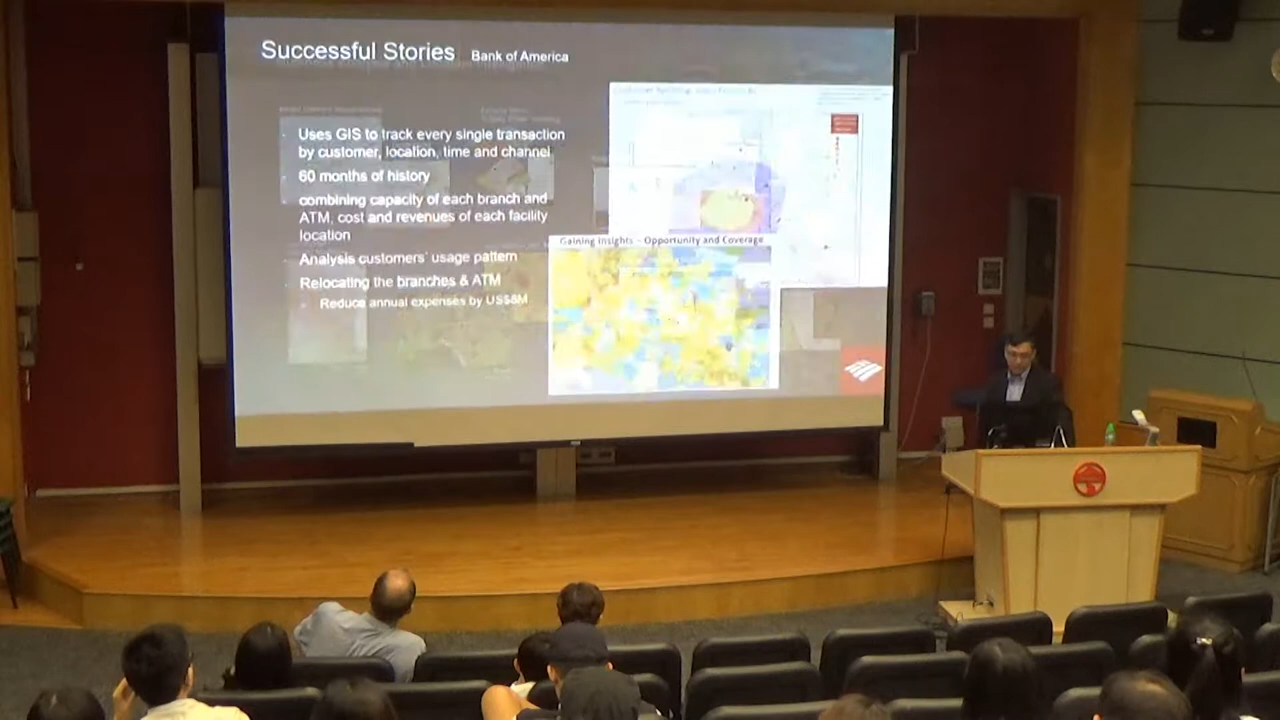 Successful Stories Bank of America
Uses GIS to track every single transaction
by customer, location, time and channel
60 months of history
combining capacity of each branch and
ATM, cost and revenues of each facility
location
Analysis customers' usage pattern
Relocating the branches & ATM
Reduce annual expenses by US$8M
Gaining Insights - Opportunity and Coverage